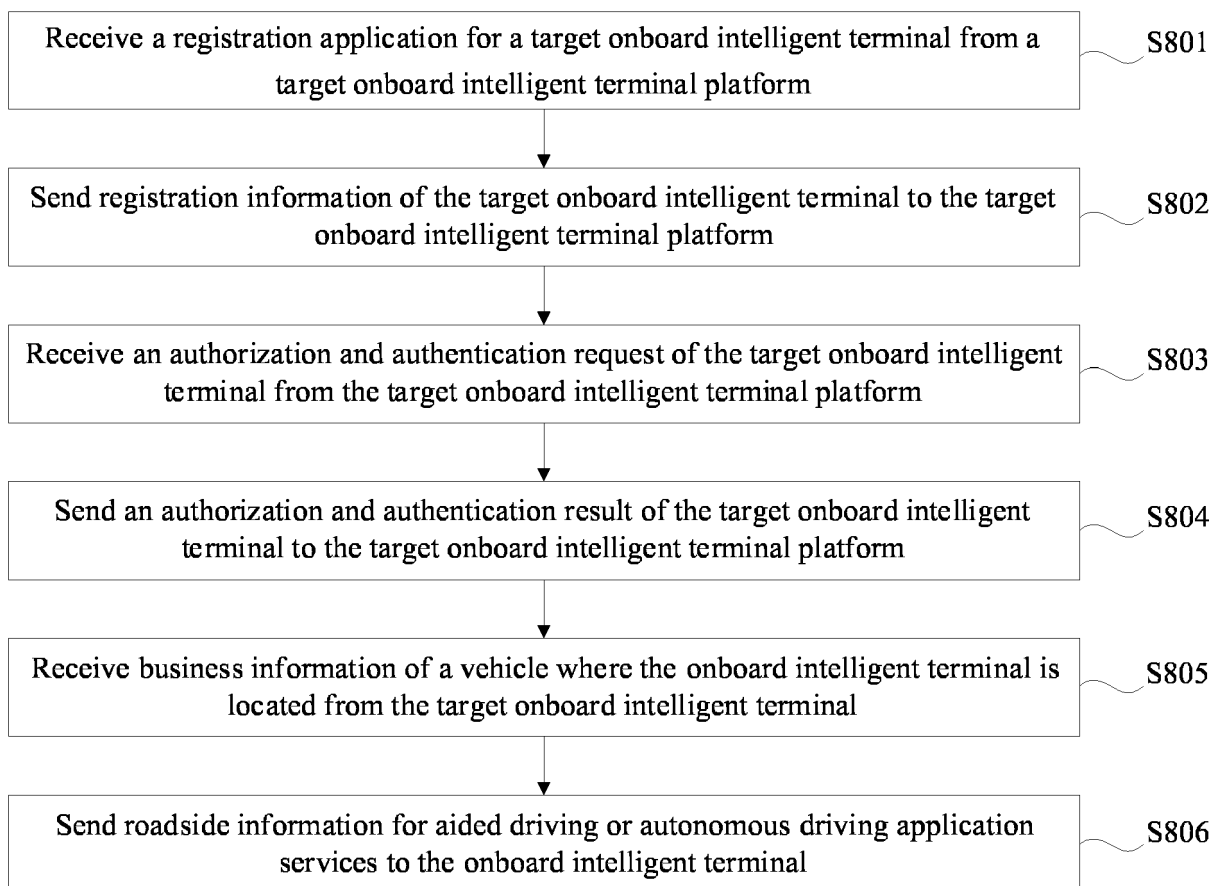 Receive a registration application for a target onboard intelligent terminal from a
target onboard intelligent terminal platform
S801
Send registration information of the target onboard intelligent terminal to the target
onboard intelligent terminal platform
S802
Receive an authorization and authentication request of the target onboard intelligent
terminal from the target onboard intelligent terminal platform
S803
Send an authorization and authentication result of the target onboard intelligent
terminal to the target onboard intelligent terminal platform
S804
Receive business information of a vehicle where the onboard intelligent terminal is
located from the target onboard intelligent terminal
S805
Send roadside information for aided driving or autonomous driving application
services to the onboard intelligent terminal
S806